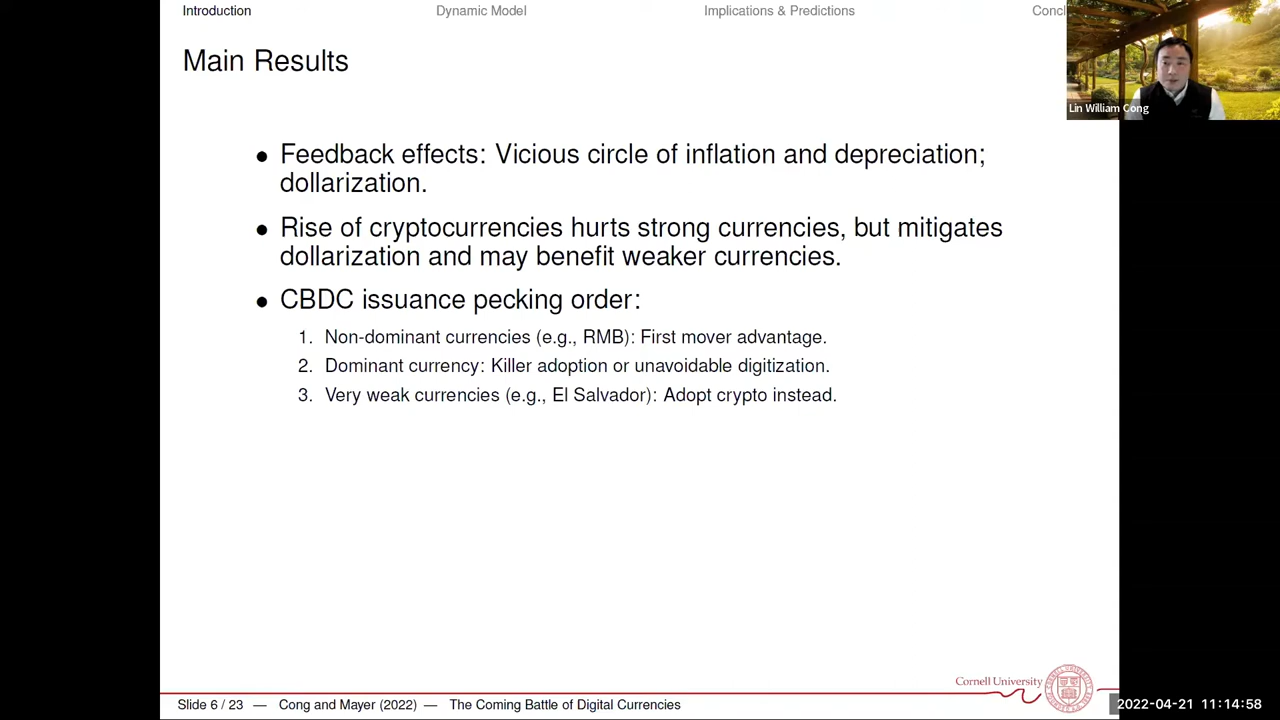 Introduction
Dynamic Model
Implications & Predictions
Concl
Main Results
Lin William Cong
• Feedback effects: Vicious circle of inflation and depreciation;
dollarization.
• Rise of cryptocurrencies hurts strong currencies, but mitigates
dollarization and may benefit weaker currencies.
• CBDC issuance pecking order:
1. Non-dominant currencies (e.g., RMB): First mover advantage.
2. Dominant currency: Killer adoption or unavoidable digitization.
3. Very weak currencies (e.g., El Salvador): Adopt crypto instead.
Cornell University
Slide 6 / 23 — Cong and Mayer (2022) — The Coming Battle of Digital Currencies
2022-04-21 11:14:58